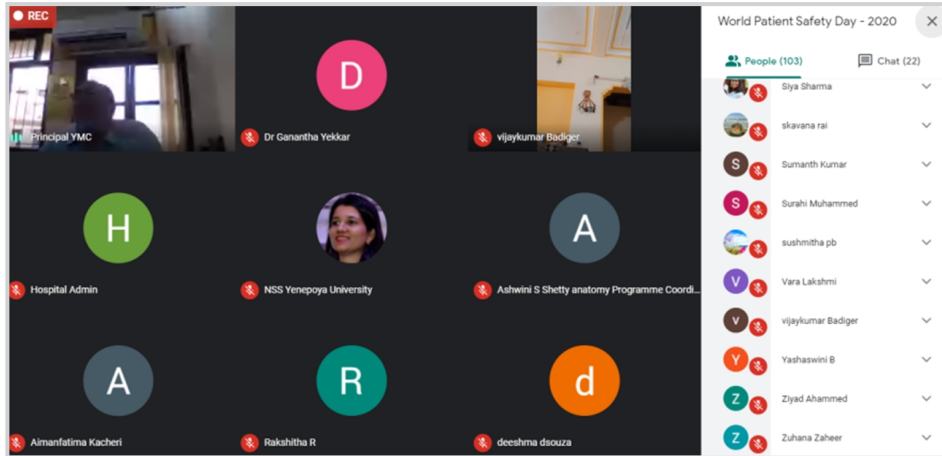 REC
World Patient Safety Day - 2020
People (103)
Chat (22)
Principal YMC
D
Dr Ganantha Yekkar
vijaykumar Badiger
H
Hospital Admin
NSS Yenepoya University
A
Ashwini S Shetty anatomy Programme Coordi...
A
Aimanfatima Kacheri
R
Rakshitha R
d
deeshma dsouza
Siya Sharma
skavana rai
S
Sumanth Kumar
S
Surahi Muhammed
sushmitha pb
V
Vara Lakshmi
v
vijaykumar Badiger
Y
Yashaswini B
Z
Ziyad Ahammed
Z
Zuhana Zaheer